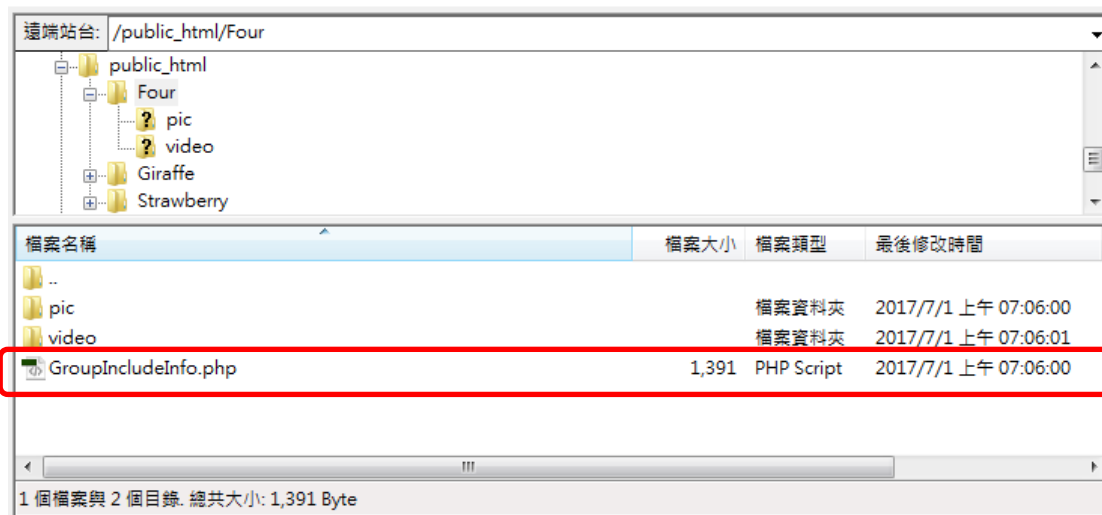 遠端站台: /public_html/Four
public_html
Four
? pic
? video
Giraffe
Strawberry
檔案名稱 檔案大小 檔案類型 最後修改時間
..
pic 檔案資料夾 2017/7/1 上午 07:06:00
video 檔案資料夾 2017/7/1 上午 07:06:01
GroupIncludeInfo.php 1,391 PHP Script 2017/7/1 上午 07:06:00
1 個檔案與 2 個目錄. 總共大小: 1,391 Byte